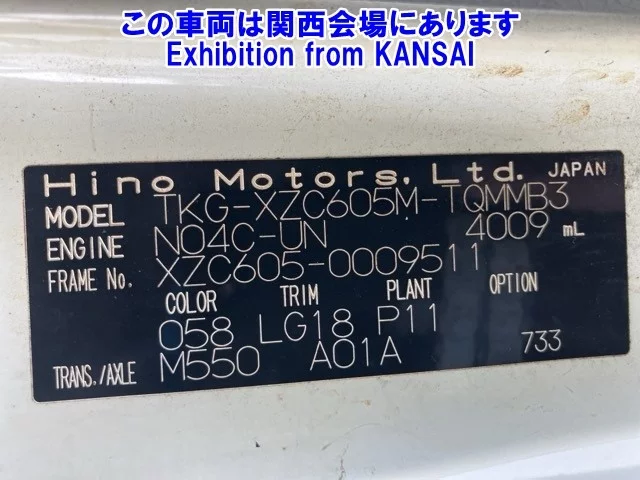 この車両は関西会場にあります
Exhibition from KANSAI
Hino Motors, Ltd. JAPAN
MODEL TKG-XZC605M-TQMMB3
ENGINE N04C-UN 4009 mL
FRAME No. XZC605-0009511
COLOR TRIM PLANT OPTION
058 LG18 P11
TRANS./AXLE M550 A01A 733